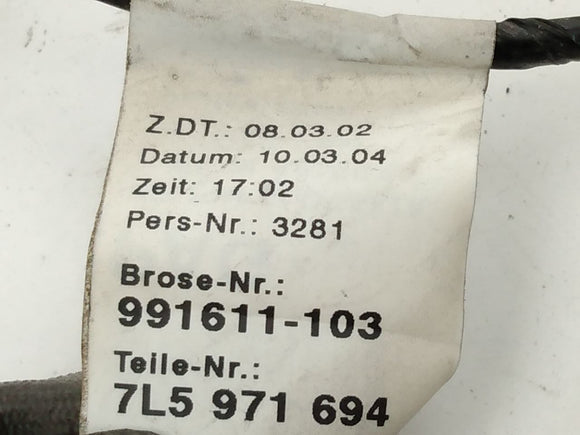 Z.DT.: 08.03.02
Datum: 10.03.04
Zeit: 17:02
Pers-Nr.: 3281
Brose-Nr.:
991611-103
Teile-Nr.:
7L5 971 694